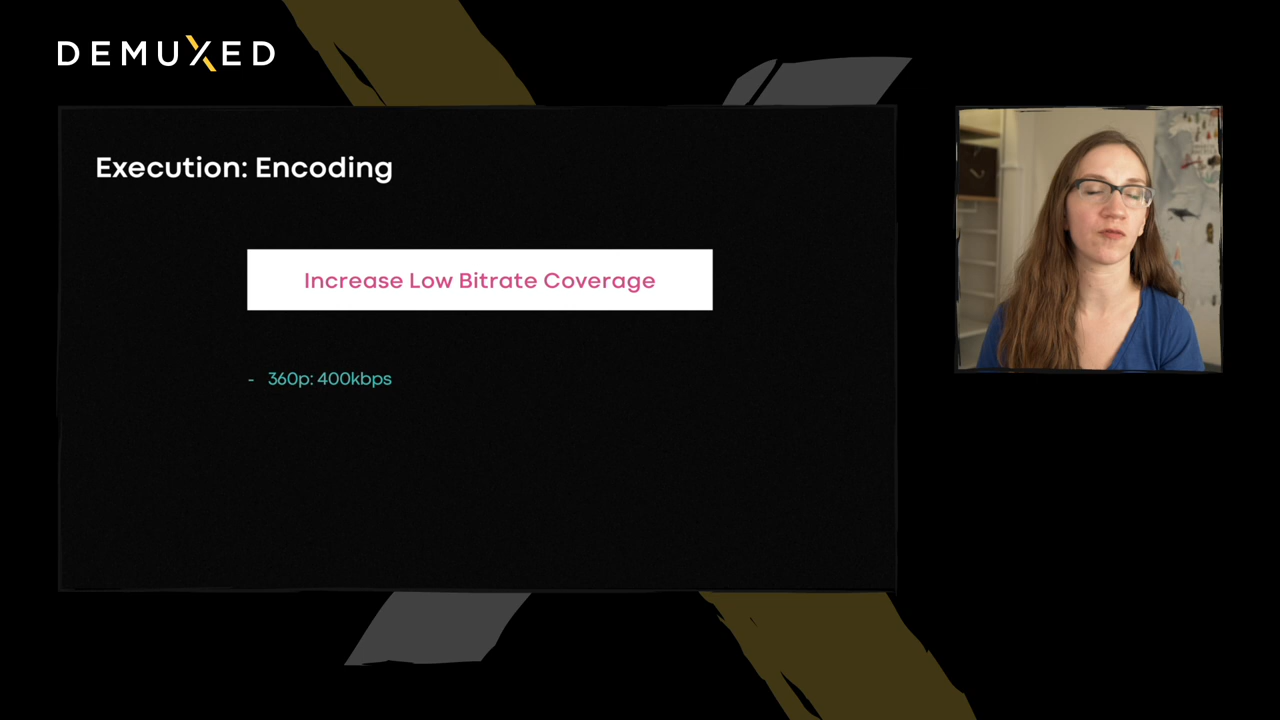 DEMUXED
Execution: Encoding
Increase Low Bitrate Coverage
- 360p: 400kbps